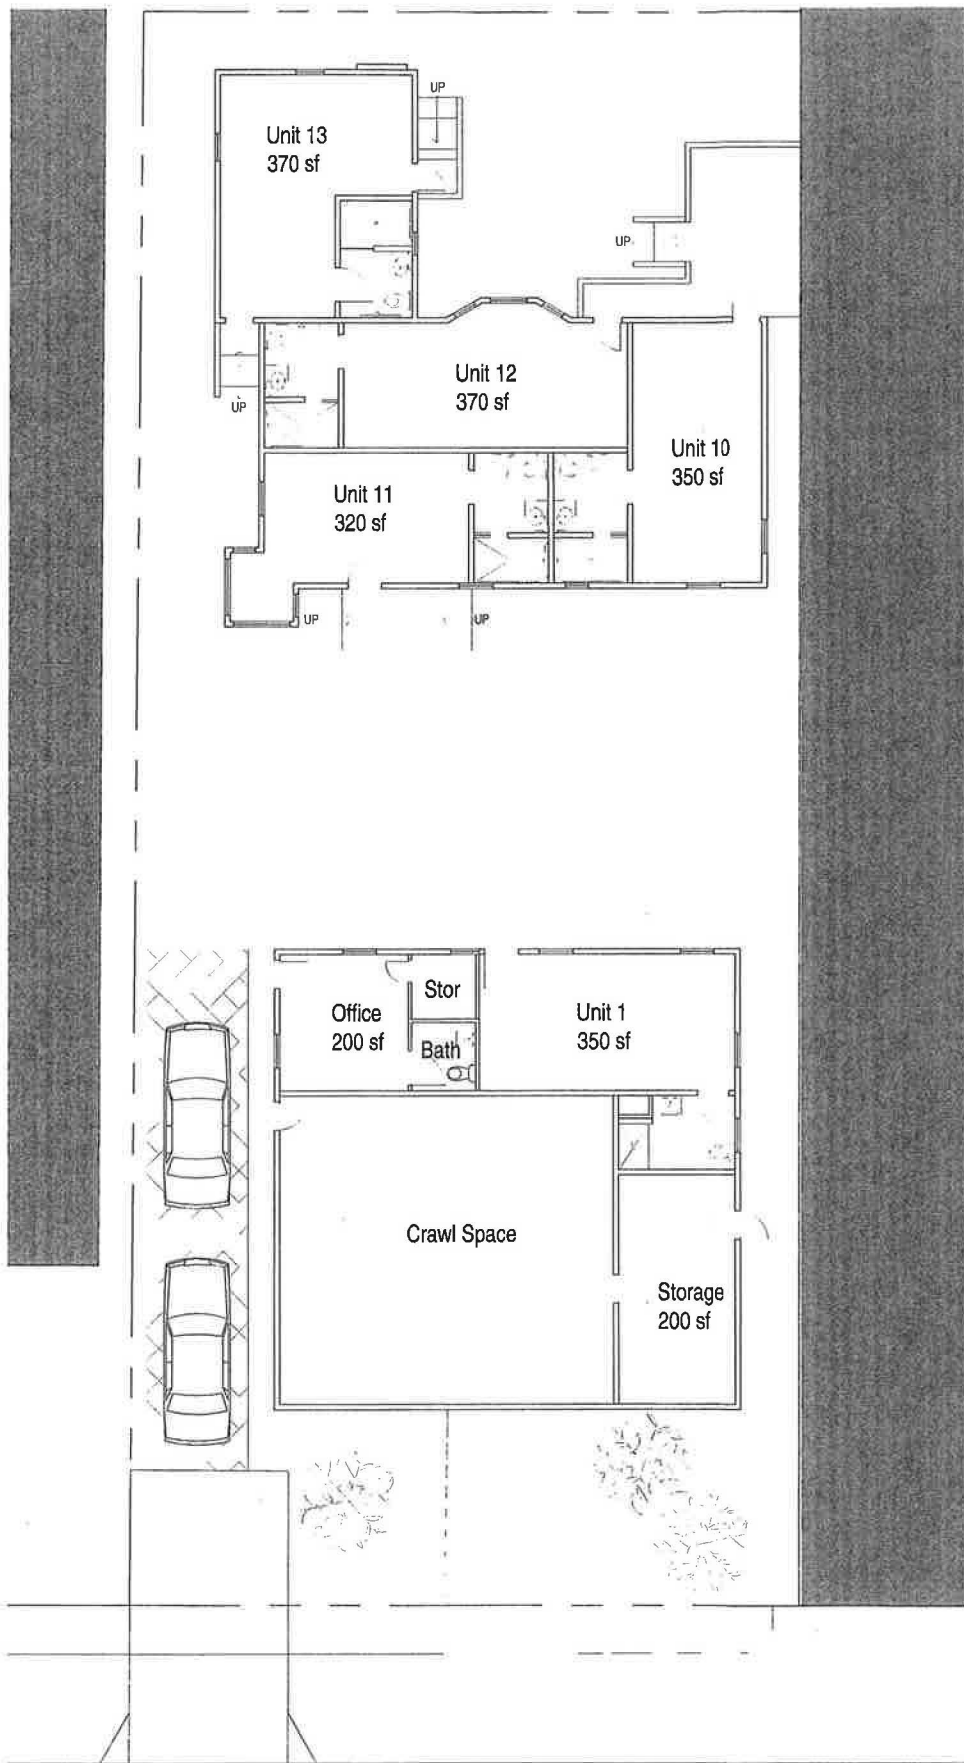 UP
Unit 13
370 sf
UP
Unit 12
370 sf
UP
Unit 10
350 sf
Unit 11
320 sf
UP
UP
Stor
Office
200 sf
Unit 1
350 sf
Bath
Crawl Space
Storage
200 sf